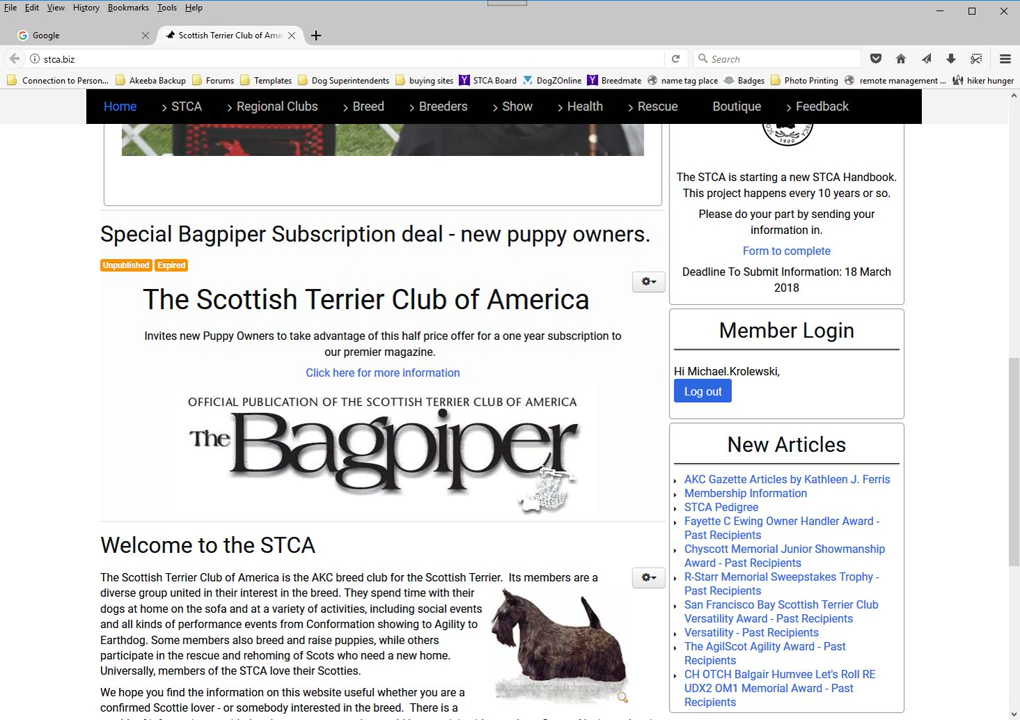 File Edit View History Bookmarks Tools Help
Google
Scottish Terrier Club of Ame
stca.biz
Search
Connection to Person... Akeeba Backup Forums Templates Dog Superintendents buying sites STCA Board DogZOnline Breedmate name tag place Badges Photo Printing remote management ... hiker hunger
Home STCA Regional Clubs Breed Breeders Show Health Rescue Boutique Feedback
1900
The STCA is starting a new STCA Handbook.
This project happens every 10 years or so.
Please do your part by sending your
information in.
Form to complete
Deadline To Submit Information: 18 March
2018
Special Bagpiper Subscription deal - new puppy owners.
Unpublished Expired
The Scottish Terrier Club of America
Invites new Puppy Owners to take advantage of this half price offer for a one year subscription to
our premier magazine.
Click here for more information
OFFICIAL PUBLICATION OF THE SCOTTISH TERRIER CLUB OF AMERICA
The Bagpiper
Member Login
Hi Michael.Krolewski,
Log out
New Articles
AKC Gazette Articles by Kathleen J. Ferris
Membership Information
STCA Pedigree
Fayette C Ewing Owner Handler Award -
Past Recipients
Chyscott Memorial Junior Showmanship
Award - Past Recipients
R-Starr Memorial Sweepstakes Trophy -
Past Recipients
San Francisco Bay Scottish Terrier Club
Versatility Award - Past Recipients
Versatility - Past Recipients
The AgilScot Agility Award - Past
Recipients
CH OTCH Balgair Humvee Let's Roll RE
UDX2 OM1 Memorial Award - Past
Recipients
Welcome to the STCA
The Scottish Terrier Club of America is the AKC breed club for the Scottish Terrier. Its members are a
diverse group united in their interest in the breed. They spend time with their
dogs at home on the sofa and at a variety of activities, including social events
and all kinds of performance events from Conformation showing to Agility to
Earthdog. Some members also breed and raise puppies, while others
participate in the rescue and rehoming of Scots who need a new home.
Universally, members of the STCA love their Scotties.
We hope you find the information on this website useful whether you are a
confirmed Scottie lover - or somebody interested in the breed. There is a